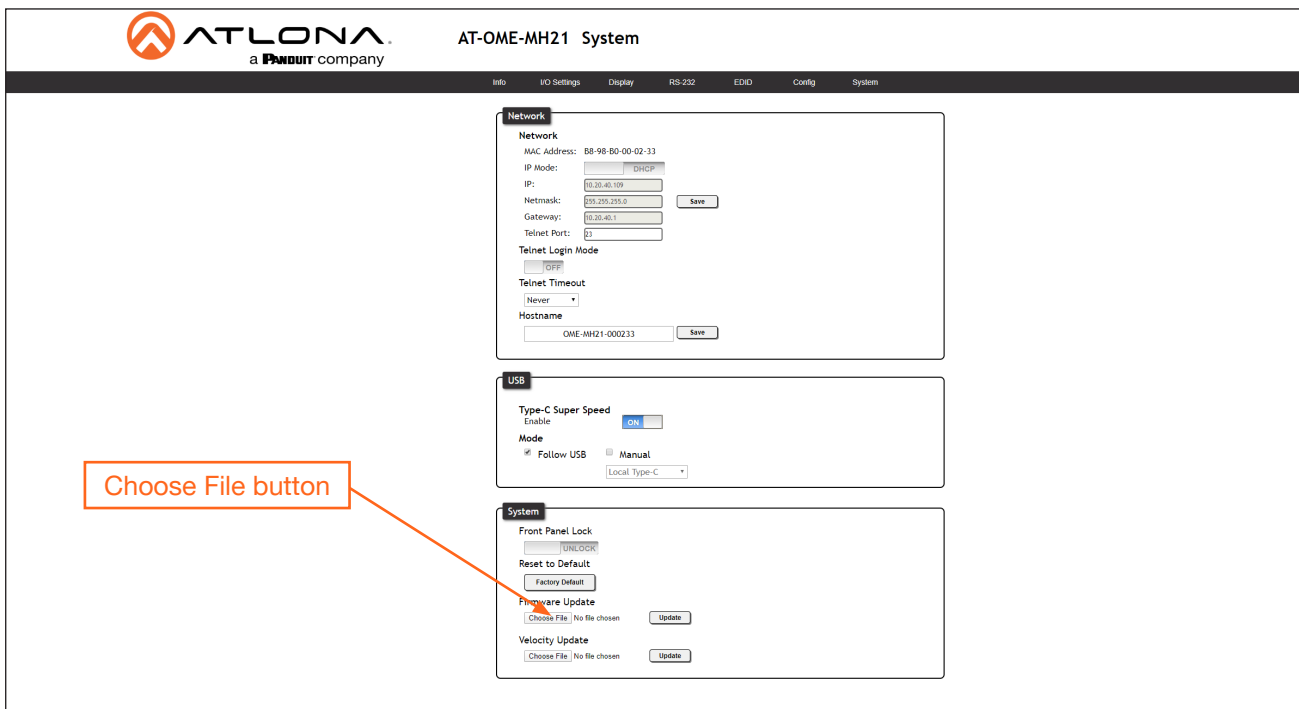 ATLONA.
a PANDUIT company
AT-OME-MH21 System
Info I/O Settings Display RS-232 EDID Config System
Network
Network
MAC Address: B8-98-B0-00-02-33
IP Mode: DHCP
IP: 10.20.40.109
Netmask: 255.255.255.0 Save
Gateway: 10.20.40.1
Telnet Port: 23
Telnet Login Mode
OFF
Telnet Timeout
Never
Hostname
OME-MH21-000233 Save
USB
Type-C Super Speed
Enable ON
Mode
Follow USB Manual
Local Type-C
Choose File button
System
Front Panel Lock
UNLOCK
Reset to Default
Factory Default
Firmware Update
Choose File No file chosen Update
Velocity Update
Choose File No file chosen Update